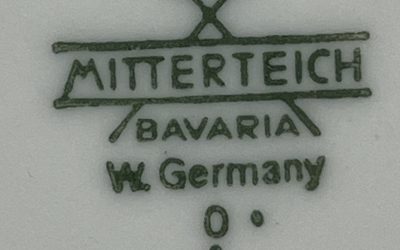 MITTERTEICH
BAVARIA
W. Germany
0